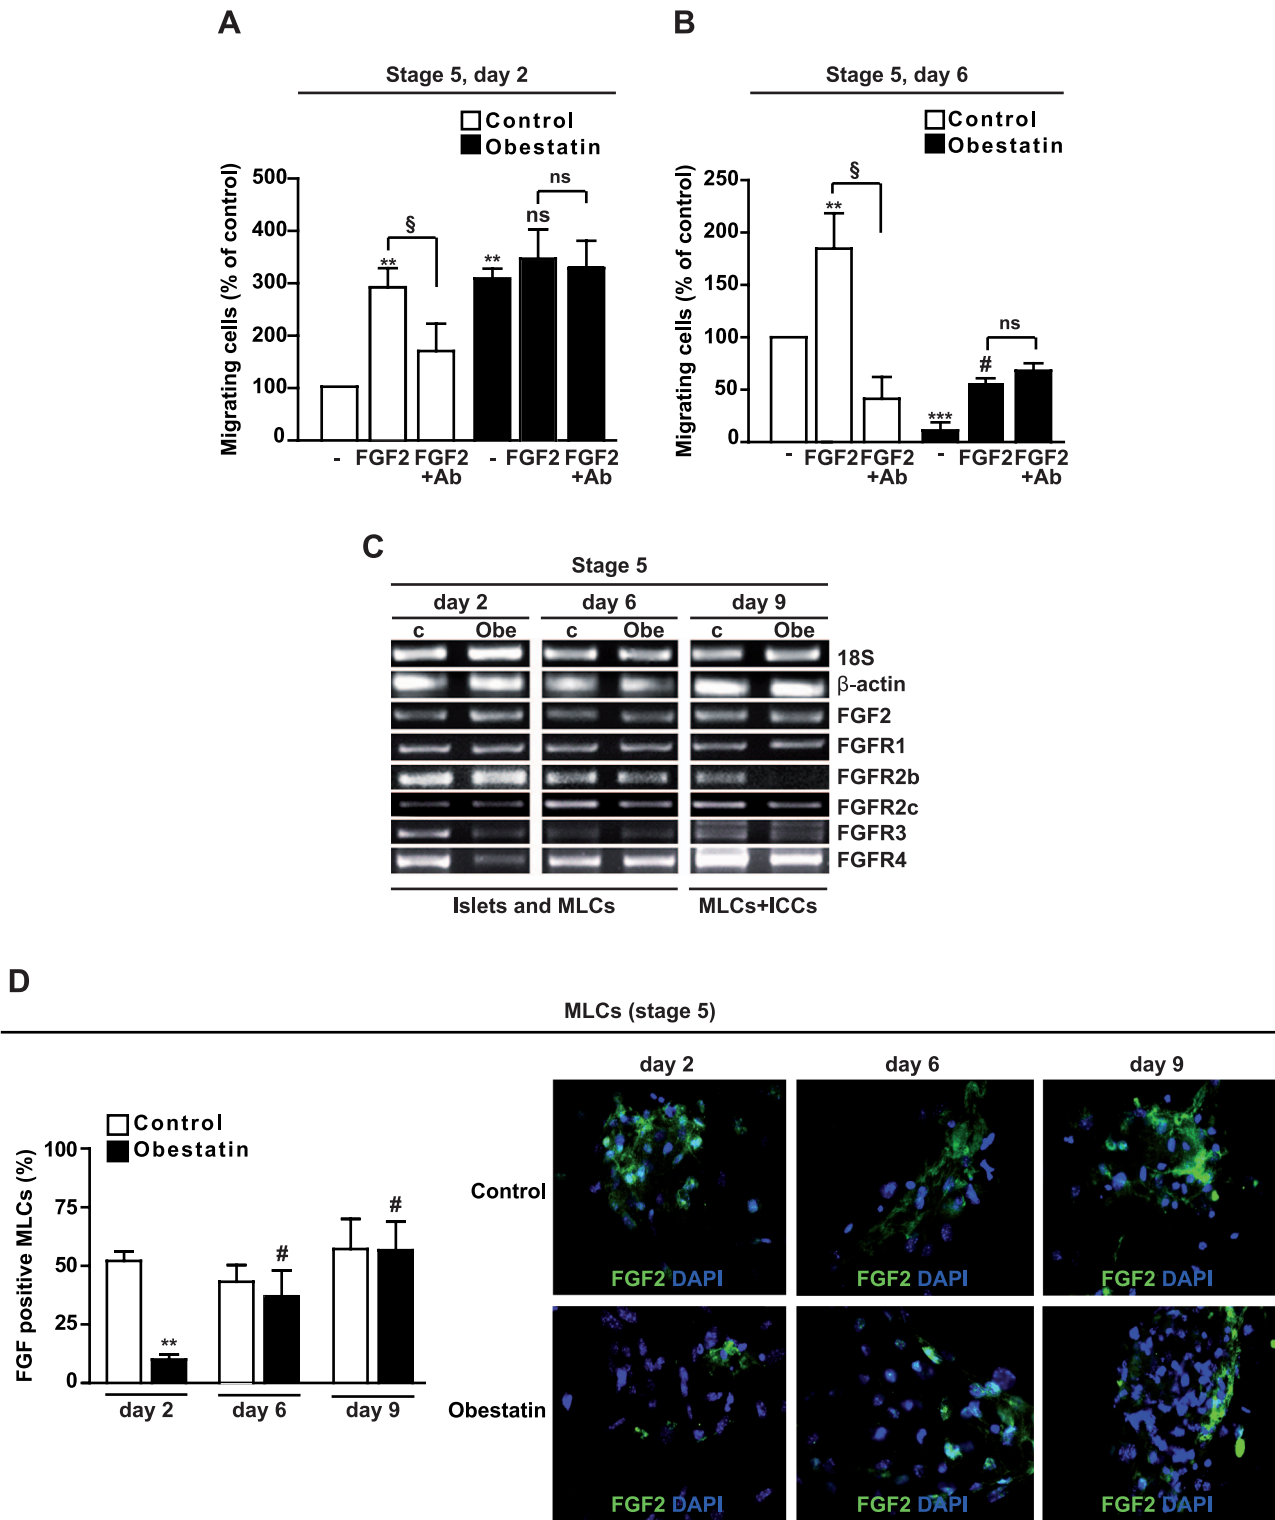 A
Stage 5, day 2
Control
Obestatin
Migrating cells (% of control)
500
400
300
200
100
0
**
§
**
ns
ns
- FGF2 FGF2 - FGF2 FGF2
+Ab +Ab
B
Stage 5, day 6
Control
Obestatin
Migrating cells (% of control)
250
200
150
100
50
0
**
§
***
#
ns
- FGF2 FGF2 - FGF2 FGF2
+Ab +Ab
C
Stage 5
day 2 day 6 day 9
c Obe c Obe c Obe
18S
β-actin
FGF2
FGFR1
FGFR2b
FGFR2c
FGFR3
FGFR4
Islets and MLCs MLCs+ICCs
D
MLCs (stage 5)
Control
Obestatin
FGF positive MLCs (%)
100
75
50
25
0
**
#
#
day 2 day 6 day 9
day 2 day 6 day 9
Control
FGF2 DAPI FGF2 DAPI FGF2 DAPI
Obestatin
FGF2 DAPI FGF2 DAPI FGF2 DAPI